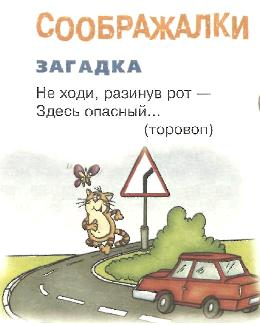 СООБРАЖАЛКИ
ЗАГАДКА
Не ходи, разинув рот —
Здесь опасный...
(торовоп)